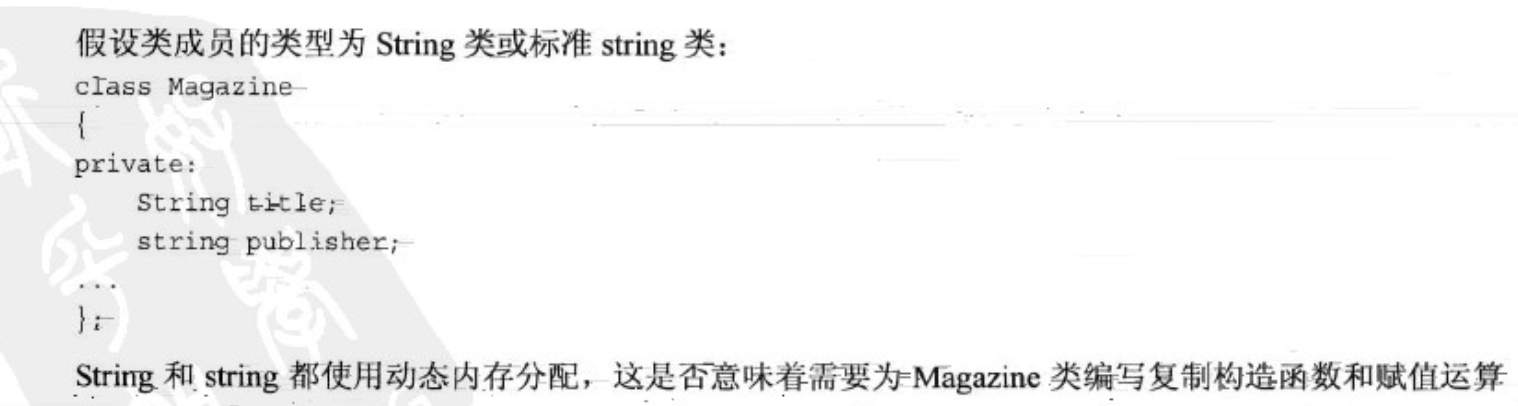 假设类成员的类型为 String 类或标准 string 类：
class Magazine
{
private:
String title;
string publisher;
...
};
String 和 string 都使用动态内存分配，这是否意味着需要为 Magazine 类编写复制构造函数和赋值运算